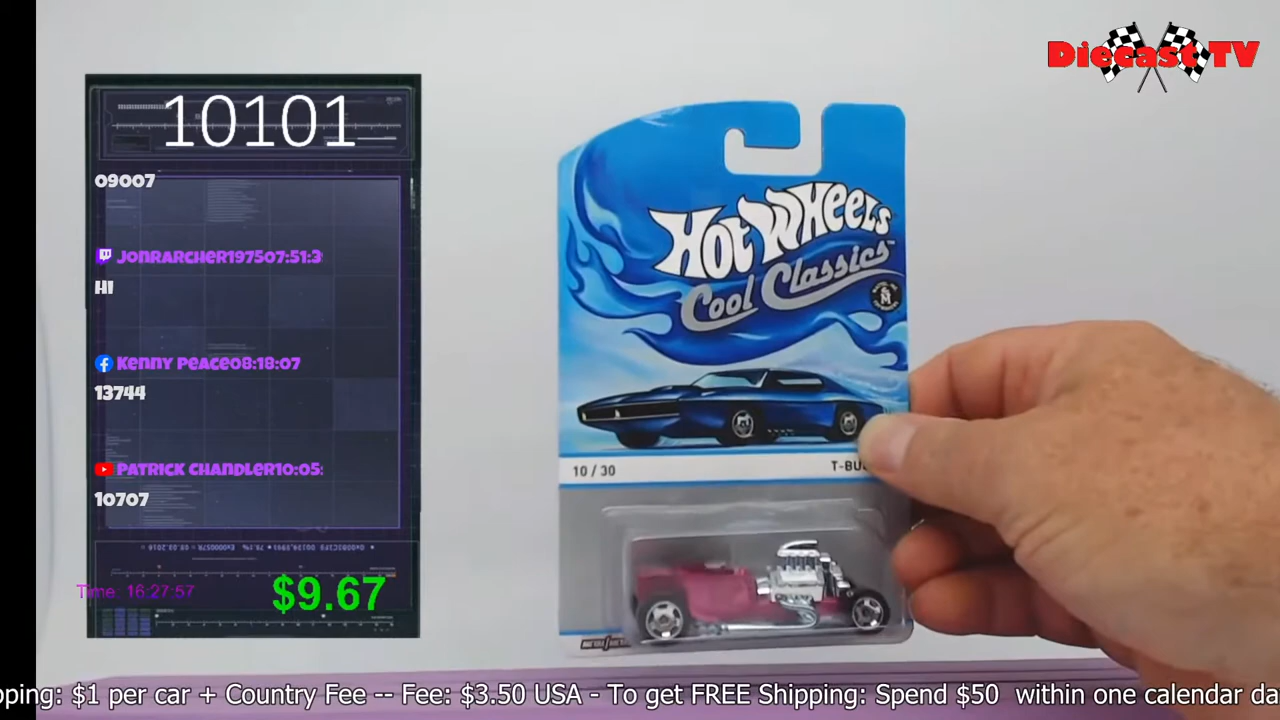 Diecast TV
10101
09007
JonRArcher197507:51:3
HI
Kenny Peace08:18:07
13744
Patrick Chandler10:05:
10707
Time: 16:27:57
$9.67
Hot Wheels
Cool Classics
10 / 30
T-BU
pping: $1 per car + Country Fee -- Fee: $3.50 USA - To get FREE Shipping: Spend $50 within one calendar da